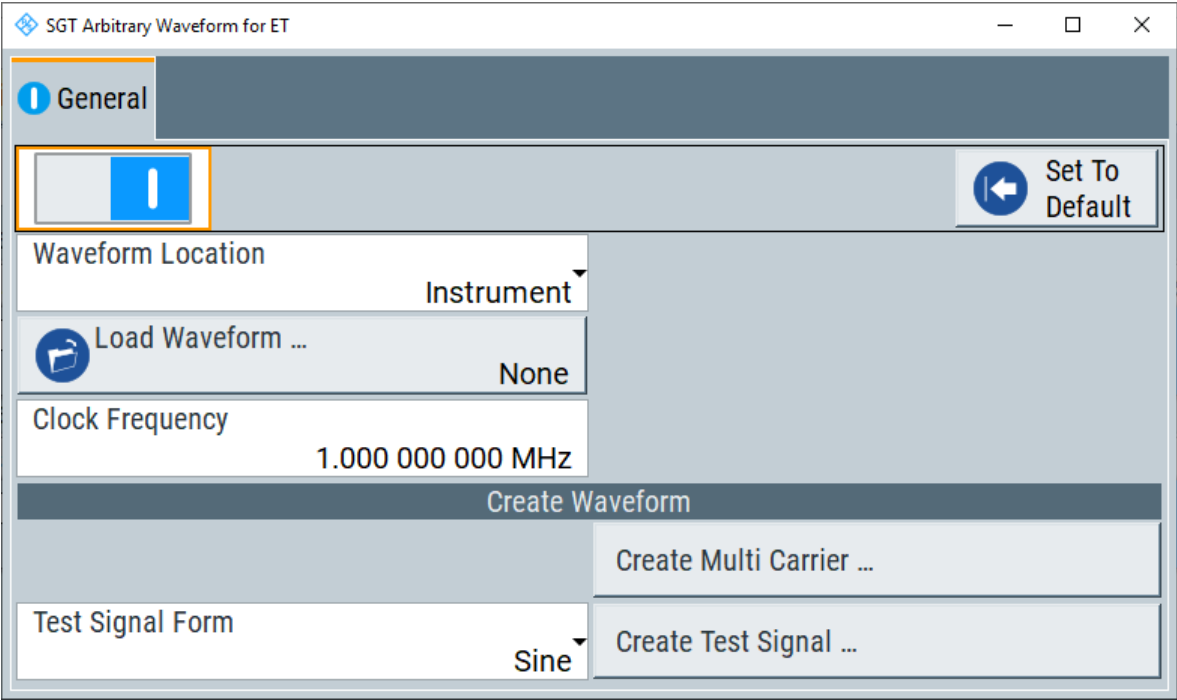 SGT Arbitrary Waveform for ET
General
Set To
Default
Waveform Location
Instrument
Load Waveform ...
None
Clock Frequency
1.000 000 000 MHz
Create Waveform
Create Multi Carrier ...
Test Signal Form
Sine
Create Test Signal ...